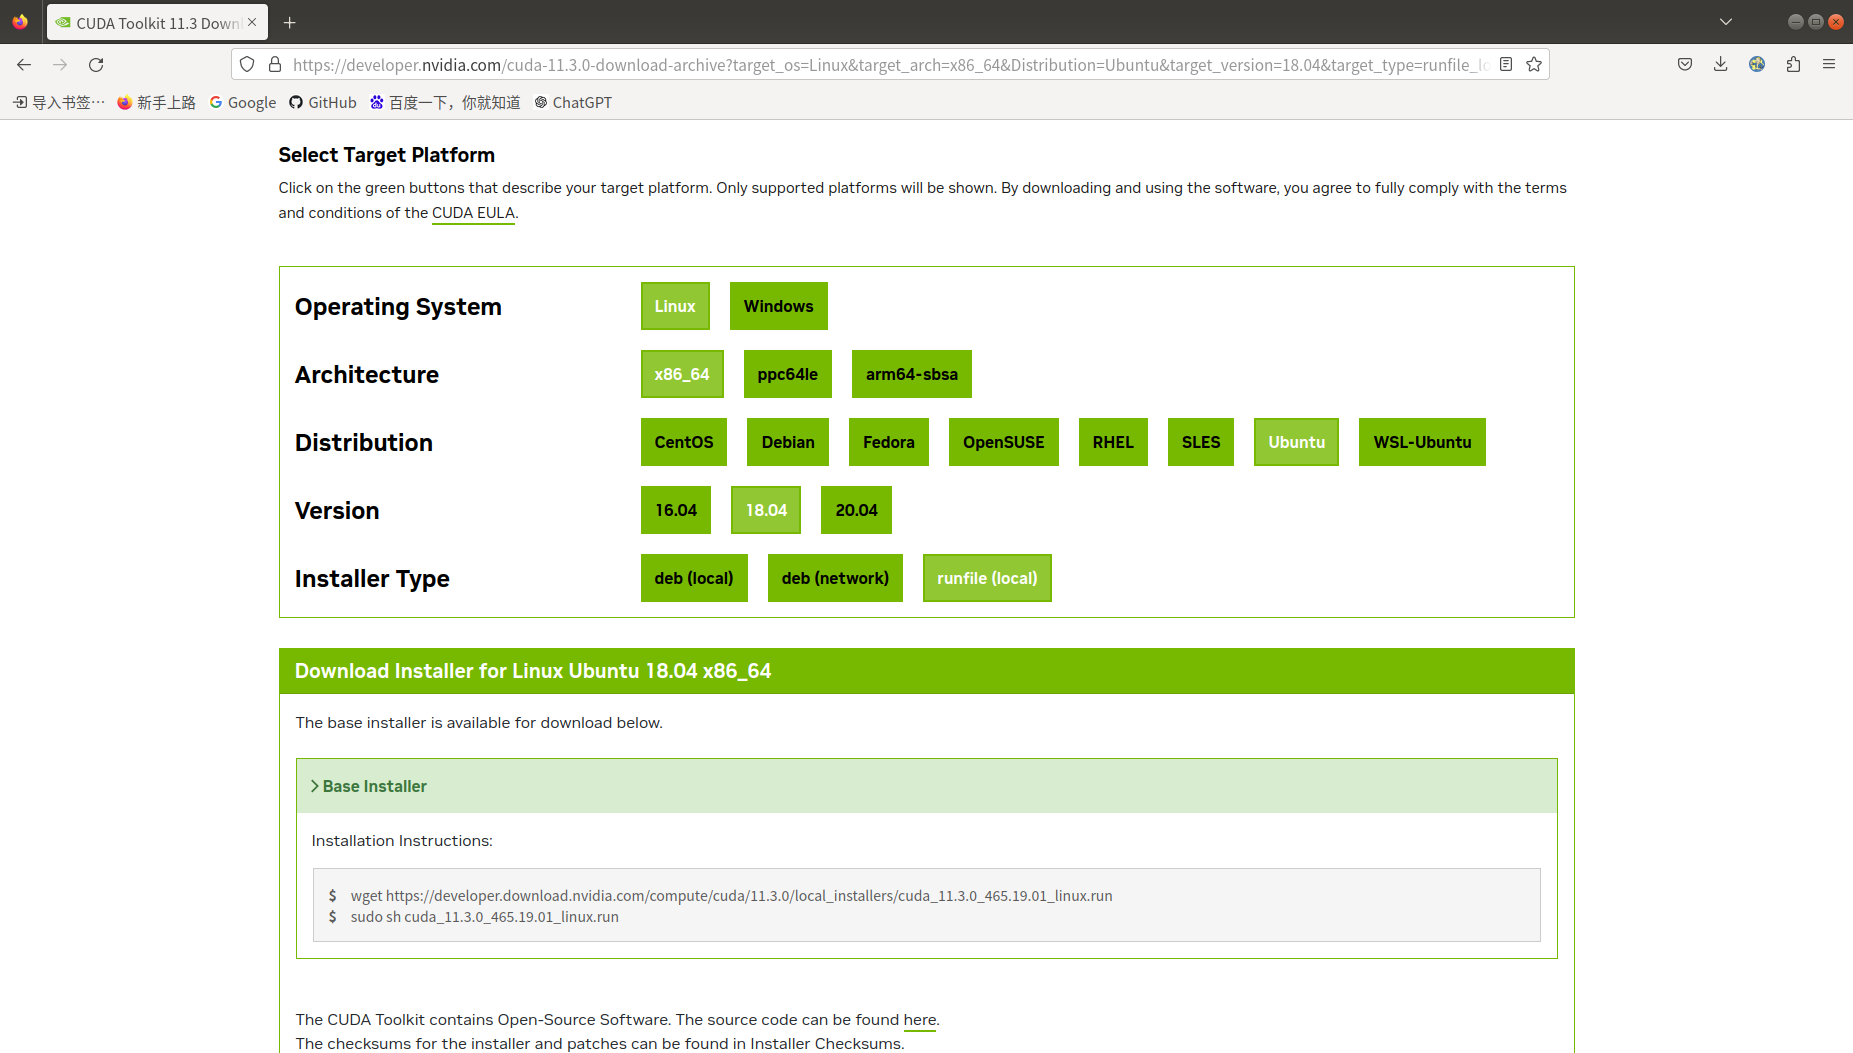 CUDA Toolkit 11.3 Down
https://developer.nvidia.com/cuda-11.3.0-download-archive?target_os=Linux&target_arch=x86_64&Distribution=Ubuntu&target_version=18.04&target_type=runfile_lo
导入书签… 新手上路 Google GitHub 百度一下，你就知道 ChatGPT
Select Target Platform
Click on the green buttons that describe your target platform. Only supported platforms will be shown. By downloading and using the software, you agree to fully comply with the terms
and conditions of the CUDA EULA.
Operating System Linux Windows
Architecture x86_64 ppc64le arm64-sbsa
Distribution CentOS Debian Fedora OpenSUSE RHEL SLES Ubuntu WSL-Ubuntu
Version 16.04 18.04 20.04
Installer Type deb (local) deb (network) runfile (local)
Download Installer for Linux Ubuntu 18.04 x86_64
The base installer is available for download below.
Base Installer
Installation Instructions:
$ wget https://developer.download.nvidia.com/compute/cuda/11.3.0/local_installers/cuda_11.3.0_465.19.01_linux.run
$ sudo sh cuda_11.3.0_465.19.01_linux.run
The CUDA Toolkit contains Open-Source Software. The source code can be found here.
The checksums for the installer and patches can be found in Installer Checksums.